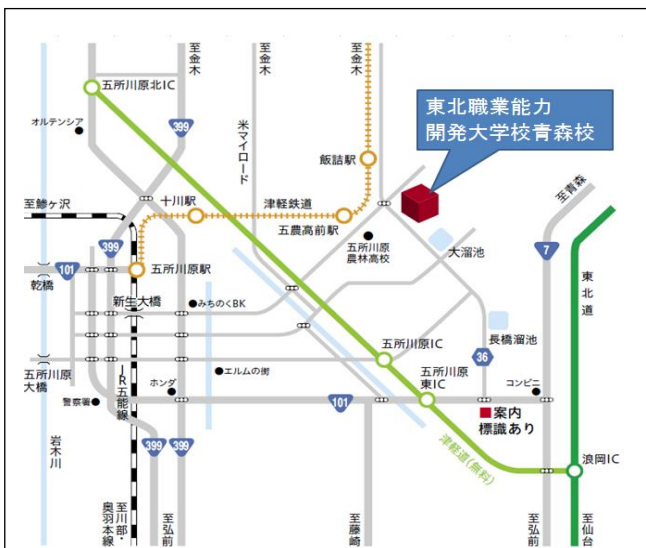 至金木
至金木
至金木
五所川原北IC
東北職業能力
開発大学校青森校
オルテンシア
399
米マイロード
飯詰駅
至青森
十川駅
津軽鉄道
至鰺ヶ沢
五農高前駅
399
五所川原
農林高校
大溜池
7
101
五所川原駅
乾橋
東北道
新生大橋
みちのくBK
長橋溜池
五所川原IC
36
五所川原
大橋
エルムの街
五所川原
東IC
JR五能線
ホンダ
コンビニ
警察署
101
案内
標識あり
岩木川
399
399
津軽道(無料)
浪岡IC
至川部・
奥羽本線
至弘前
至弘前
至藤崎
至弘前
至仙台